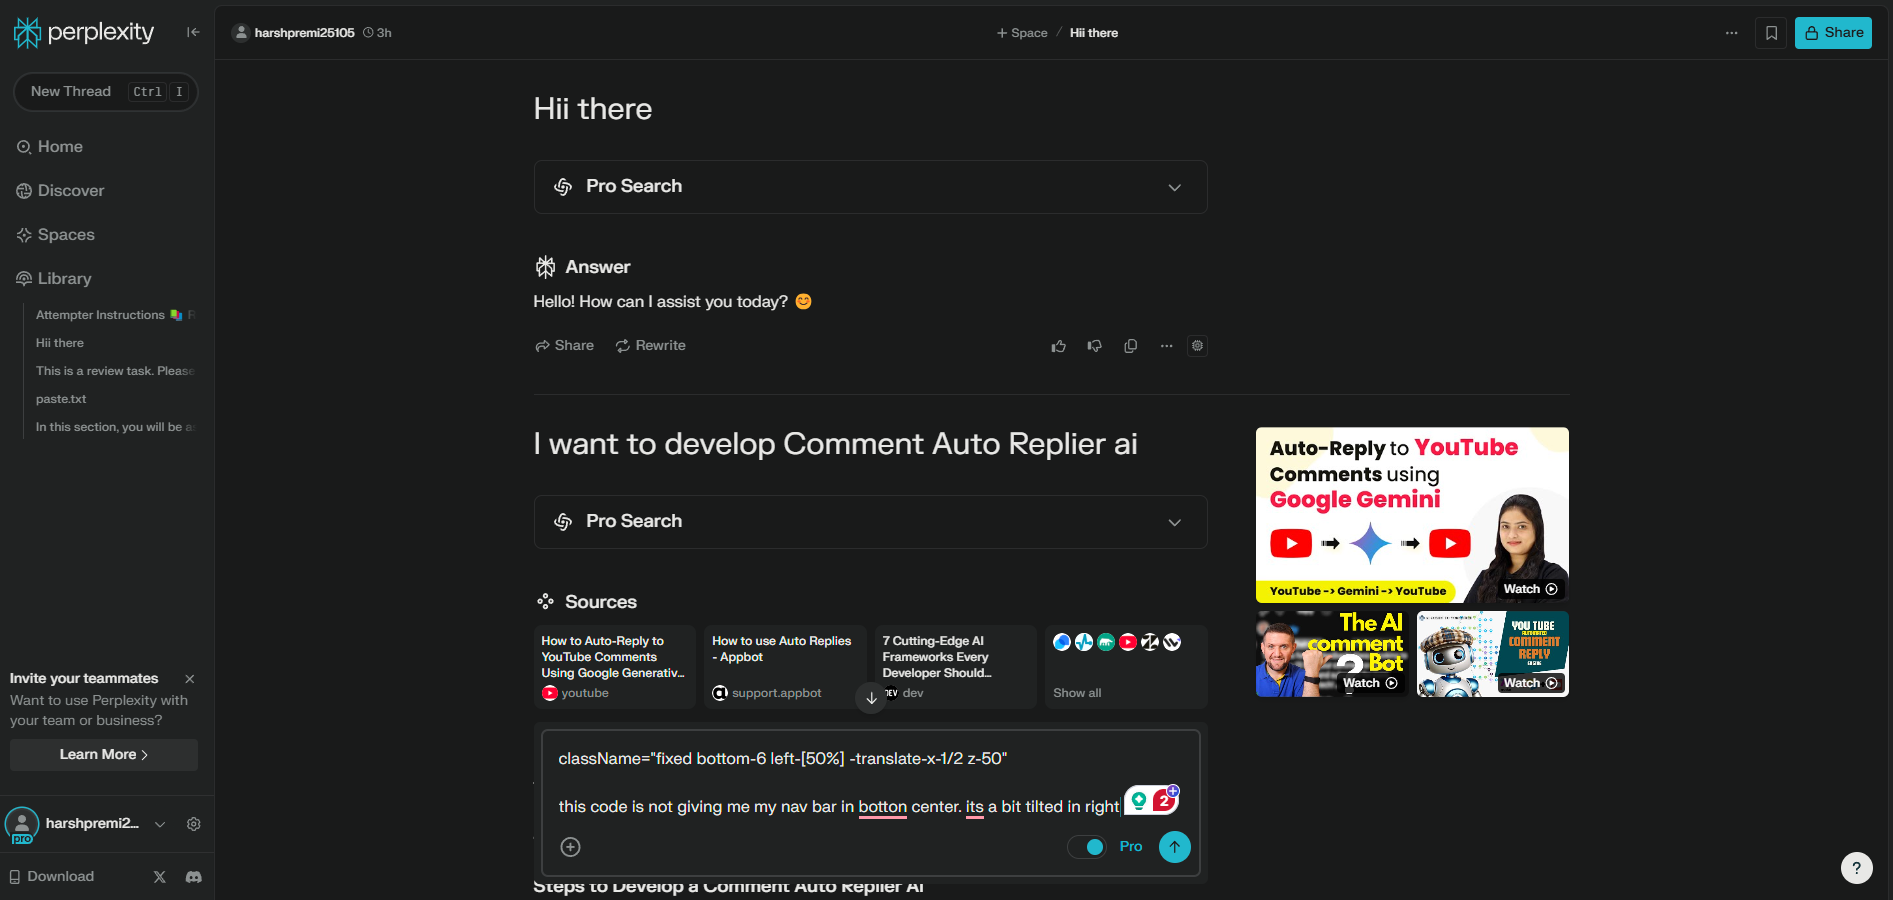 perplexity
New Thread Ctrl I
Home
Discover
Spaces
Library
Attempter Instructions
Hii there
This is a review task. Please
paste.txt
In this section, you will be
Invite your teammates
Want to use Perplexity with
your team or business?
Learn More
harshpremi2...
pro
Download
harshpremi25105 3h
Space / Hii there
Share
Hii there
Pro Search
Answer
Hello! How can I assist you today? 😊
Share Rewrite
I want to develop Comment Auto Replier ai
Pro Search
Sources
How to Auto-Reply to
YouTube Comments
Using Google Generativ...
youtube
How to use Auto Replies
- Appbot
support.appbot
7 Cutting-Edge AI
Frameworks Every
Developer Should...
DEV dev
Show all
className="fixed bottom-6 left-[50%] -translate-x-1/2 z-50"
this code is not giving me my nav bar in botton center. its a bit tilted in right
2
Pro
Steps to Develop a Comment Auto Replier AI
Auto-Reply to YouTube
Comments using
Google Gemini
YouTube -> Gemini -> YouTube
Watch
The AI
comment
Bot
Watch
YOU TUBE
AUTOMATED
COMMENT
REPLY
Watch
?